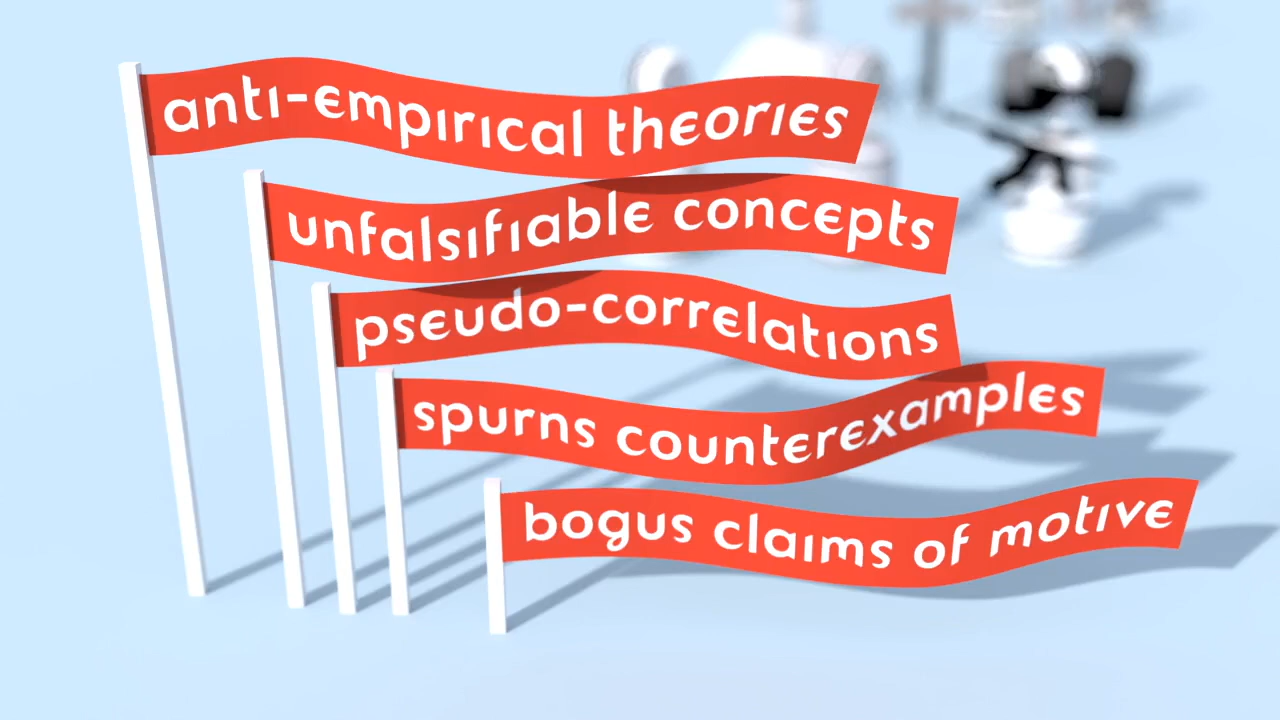 anti-empirical theories
unfalsifiable concepts
pseudo-correlations
spurns counterexamples
bogus claims of motive